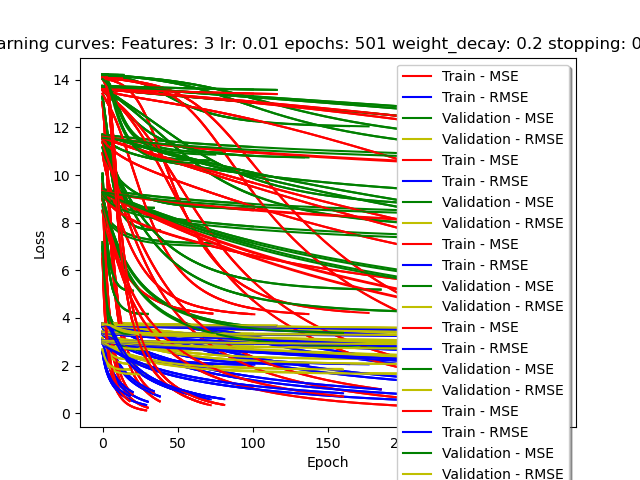 arning curves: Features: 3 lr: 0.01 epochs: 501 weight_decay: 0.2 stopping: 0
14
12
10
8
6
4
2
0
Loss
0 50 100 150 2
Epoch
Train - MSE
Train - RMSE
Validation - MSE
Validation - RMSE
Train - MSE
Train - RMSE
Validation - MSE
Validation - RMSE
Train - MSE
Train - RMSE
Validation - MSE
Validation - RMSE
Train - MSE
Train - RMSE
Validation - MSE
Validation - RMSE
Train - MSE
Train - RMSE
Validation - MSE
Validation - RMSE